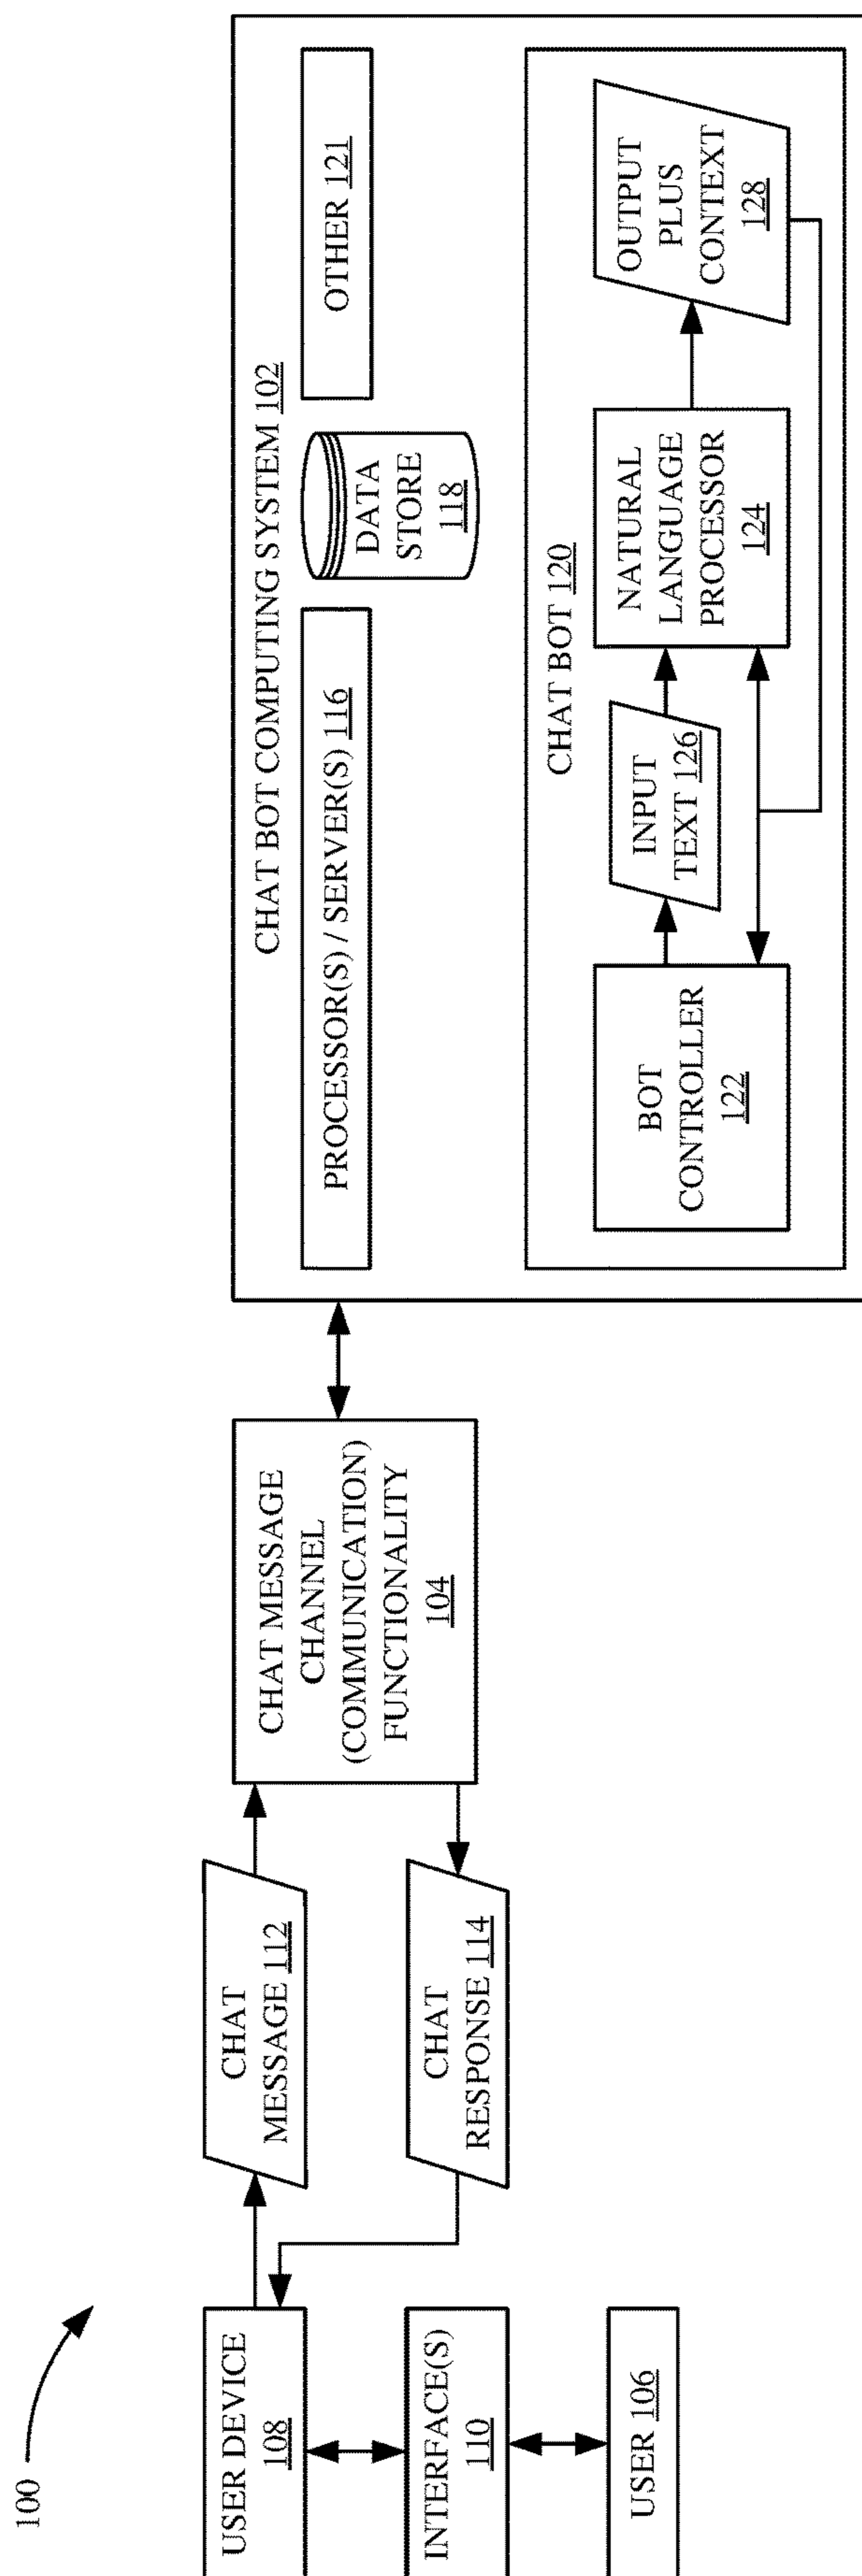 100
USER DEVICE
108
INTERFACE(S)
110
USER 106
CHAT
MESSAGE 112
CHAT
RESPONSE 114
CHAT MESSAGE
CHANNEL
(COMMUNICATION)
FUNCTIONALITY
104
CHAT BOT COMPUTING SYSTEM 102
PROCESSOR(S) / SERVER(S) 116
DATA
STORE
118
OTHER 121
CHAT BOT 120
BOT
CONTROLLER
122
INPUT
TEXT 126
NATURAL
LANGUAGE
PROCESSOR
124
OUTPUT
PLUS
CONTEXT
128